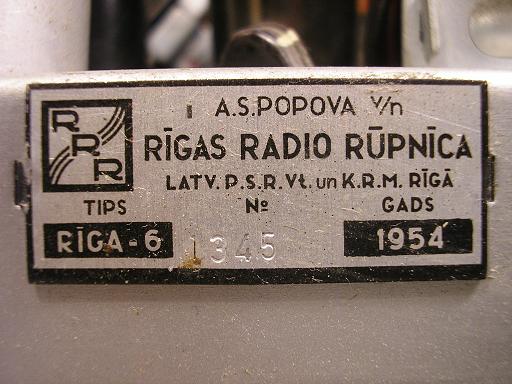 A.S.POPOVA v/n
RRR
RĪGAS RADIO RŪPNĪCA
LATV. P.S.R. Vt. un K.R.M. RĪGĀ
TIPS № GADS
RĪGA-6 1345 1954